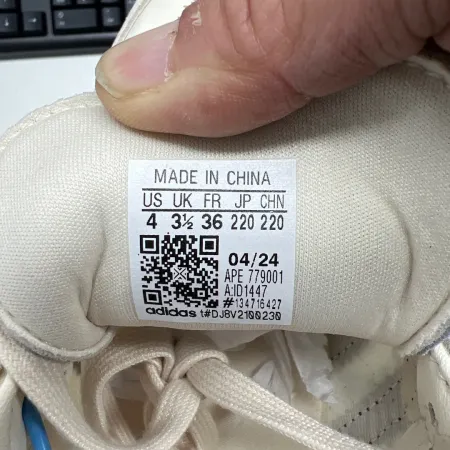 MADE IN CHINA
US UK FR JP CHN
4 3½ 36 220 220
04/24
APE 779001
A:ID1447
#134716427
adidas t#DJ8V2100230